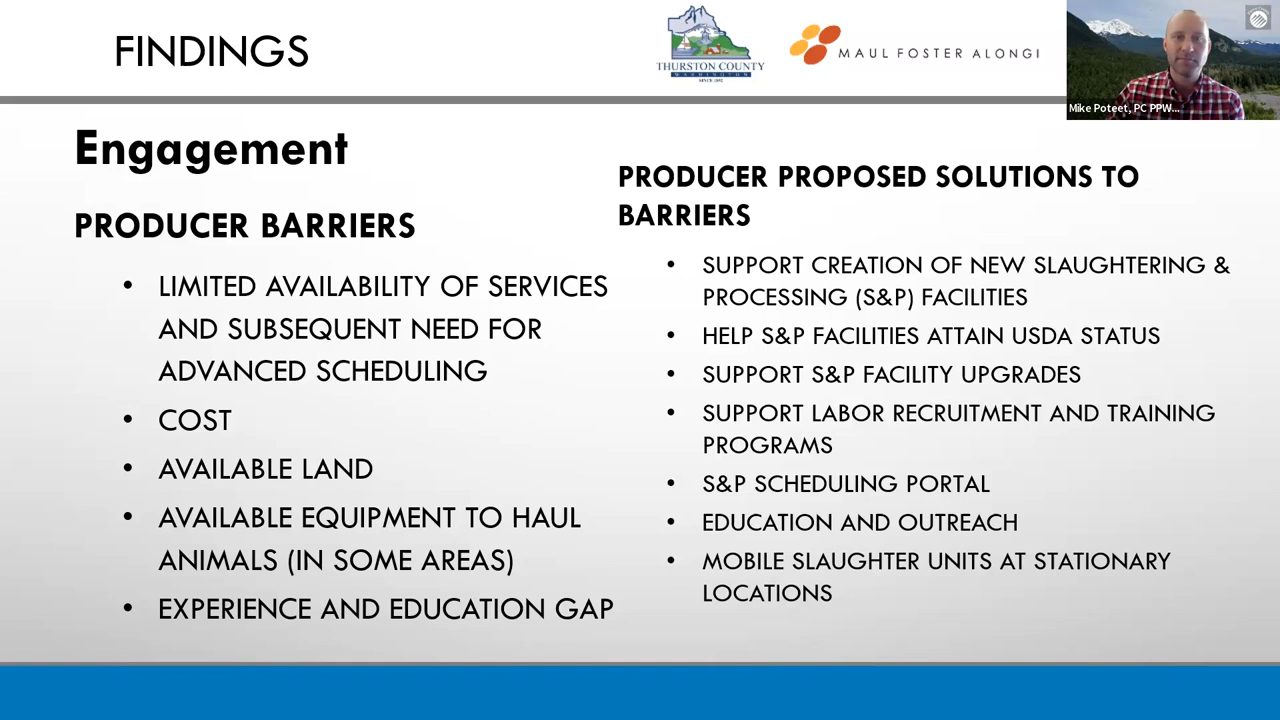 FINDINGS
THURSTON COUNTY
WASHINGTON
SINCE 1852
MAUL FOSTER ALONGI
Mike Poteet, PC PPW...
Engagement
PRODUCER BARRIERS
• LIMITED AVAILABILITY OF SERVICES
AND SUBSEQUENT NEED FOR
ADVANCED SCHEDULING
• COST
• AVAILABLE LAND
• AVAILABLE EQUIPMENT TO HAUL
ANIMALS (IN SOME AREAS)
• EXPERIENCE AND EDUCATION GAP
PRODUCER PROPOSED SOLUTIONS TO
BARRIERS
• SUPPORT CREATION OF NEW SLAUGHTERING &
PROCESSING (S&P) FACILITIES
• HELP S&P FACILITIES ATTAIN USDA STATUS
• SUPPORT S&P FACILITY UPGRADES
• SUPPORT LABOR RECRUITMENT AND TRAINING
PROGRAMS
• S&P SCHEDULING PORTAL
• EDUCATION AND OUTREACH
• MOBILE SLAUGHTER UNITS AT STATIONARY
LOCATIONS